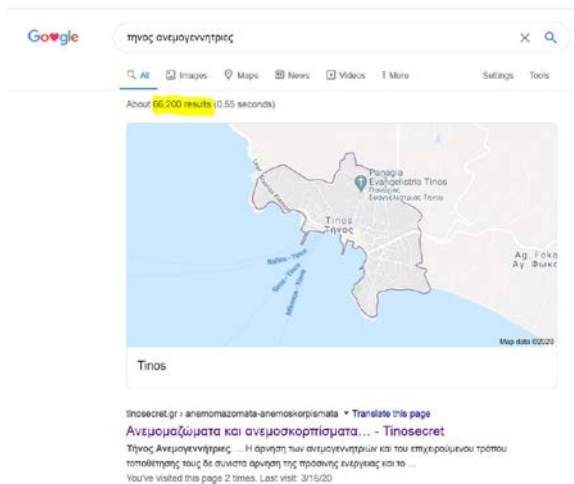 Google
τηνος ανεμογεννητριες
All Images Maps News Videos More Settings Tools
About 66,200 results (0.55 seconds)
Panagia
Evangelistria Tinos
Tinos
Τήνος
Ag. Foka
Αγ. Φωκα
Map data ©2020
Tinos
tinosecret.gr › anemomazomata-anemoskorpismata Translate this page
Ανεμομαζώματα και ανεμοσκορπίσματα… - Tinosecret
Τήνος Ανεμογεννήτριες. ... Η άρνηση των ανεμογεννητριών και του επιχειρούμενου τρόπου
τοποθέτησης τους δε συνιστά άρνηση της πράσινης ενέργειας και το ...
You've visited this page 2 times. Last visit: 3/16/20